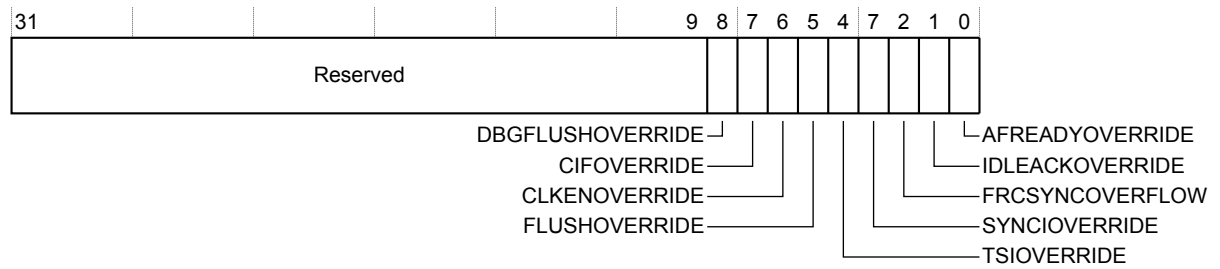 31 9 8 7 6 5 4 7 2 1 0
Reserved
DBGFLUSHOVERRIDE AFREADYOVERRIDE
CIFOVERRIDE IDLEACKOVERRIDE
CLKENOVERRIDE FRCSYNCOVERFLOW
FLUSHOVERRIDE SYNCIOVERRIDE
TSIOVERRIDE